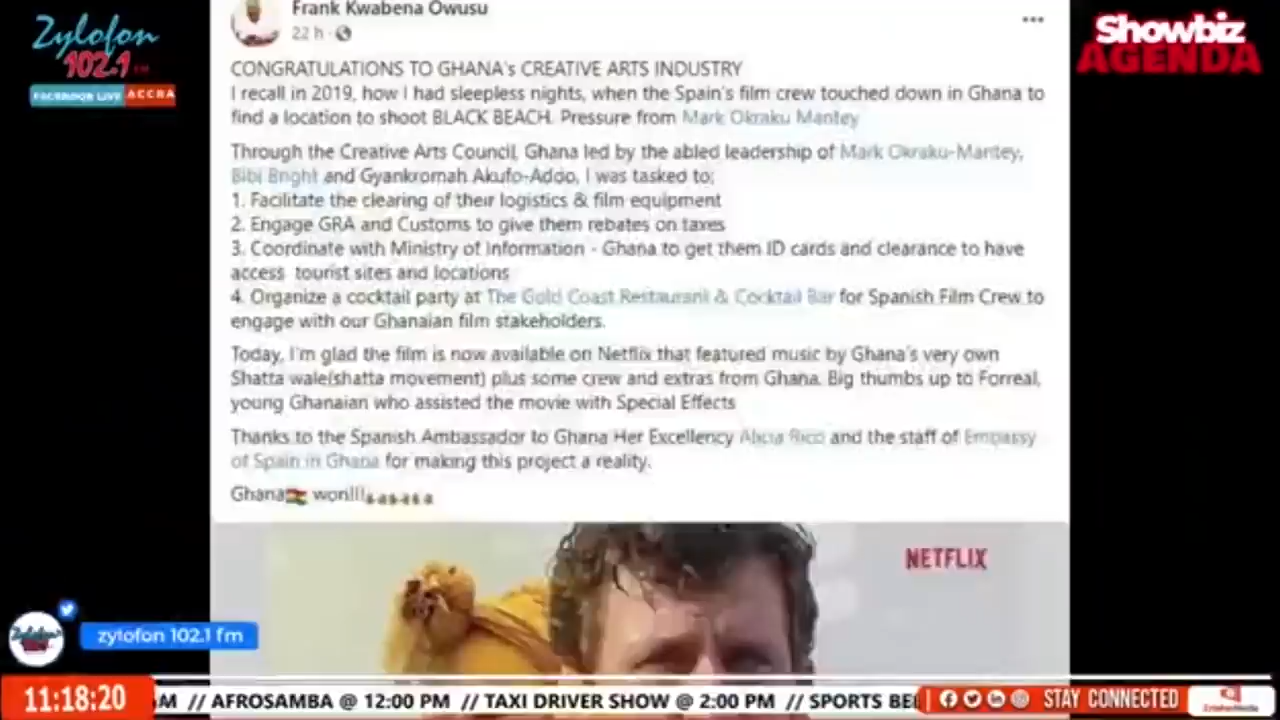 Zylofon
102.1 FM
FACEBOOK LIVE ACCRA
Showbiz
AGENDA
Frank Kwabena Owusu
22 h
CONGRATULATIONS TO GHANA's CREATIVE ARTS INDUSTRY
I recall in 2019, how I had sleepless nights, when the Spain's film crew touched down in Ghana to
find a location to shoot BLACK BEACH. Pressure from Mark Okraku Mantey
Through the Creative Arts Council, Ghana led by the abled leadership of Mark Okraku-Mantey,
Bibi Bright and Gyankromah Akufo-Addo, I was tasked to;
1. Facilitate the clearing of their logistics & film equipment
2. Engage GRA and Customs to give them rebates on taxes
3. Coordinate with Ministry of Information - Ghana to get them ID cards and clearance to have
access tourist sites and locations
4. Organize a cocktail party at The Gold Coast Restaurant & Cocktail Bar for Spanish Film Crew to
engage with our Ghanaian film stakeholders.
Today, I'm glad the film is now available on Netflix that featured music by Ghana's very own
Shatta wale(shatta movement) plus some crew and extras from Ghana. Big thumbs up to Forreal,
young Ghanaian who assisted the movie with Special Effects
Thanks to the Spanish Ambassador to Ghana Her Excellency Alicia Rico and the staff of Empassy
of Spain in Ghana for making this project a reality.
Ghana won!!!
NETFLIX
zylofon 102.1 fm
11:18:20
AM // AFROSAMBA @ 12:00 PM // TAXI DRIVER SHOW @ 2:00 PM // SPORTS BE
STAY CONNECTED